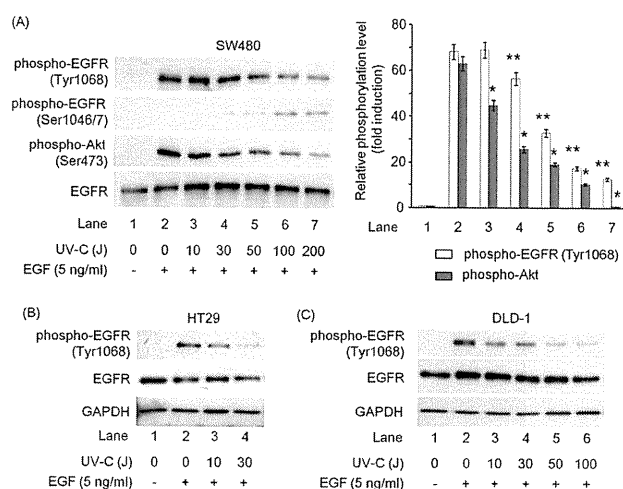 (A)
SW480
phospho-EGFR
(Tyr1068)
phospho-EGFR
(Ser1046/7)
phospho-Akt
(Ser473)
EGFR
Lane 1 2 3 4 5 6 7
UV-C (J) 0 0 10 30 50 100 200
EGF (5 ng/ml) - + + + + + +
Relative phosphorylation level
(fold induction)
80
60
40
20
0
** ** ** **
* * * * *
Lane 1 2 3 4 5 6 7
phospho-EGFR (Tyr1068)
phospho-Akt
(B)
HT29
phospho-EGFR
(Tyr1068)
EGFR
GAPDH
Lane 1 2 3 4
UV-C (J) 0 0 10 30
EGF (5 ng/ml) - + + +
(C)
DLD-1
phospho-EGFR
(Tyr1068)
EGFR
GAPDH
Lane 1 2 3 4 5 6
UV-C (J) 0 0 10 30 50 100
EGF (5 ng/ml) - + + + + +